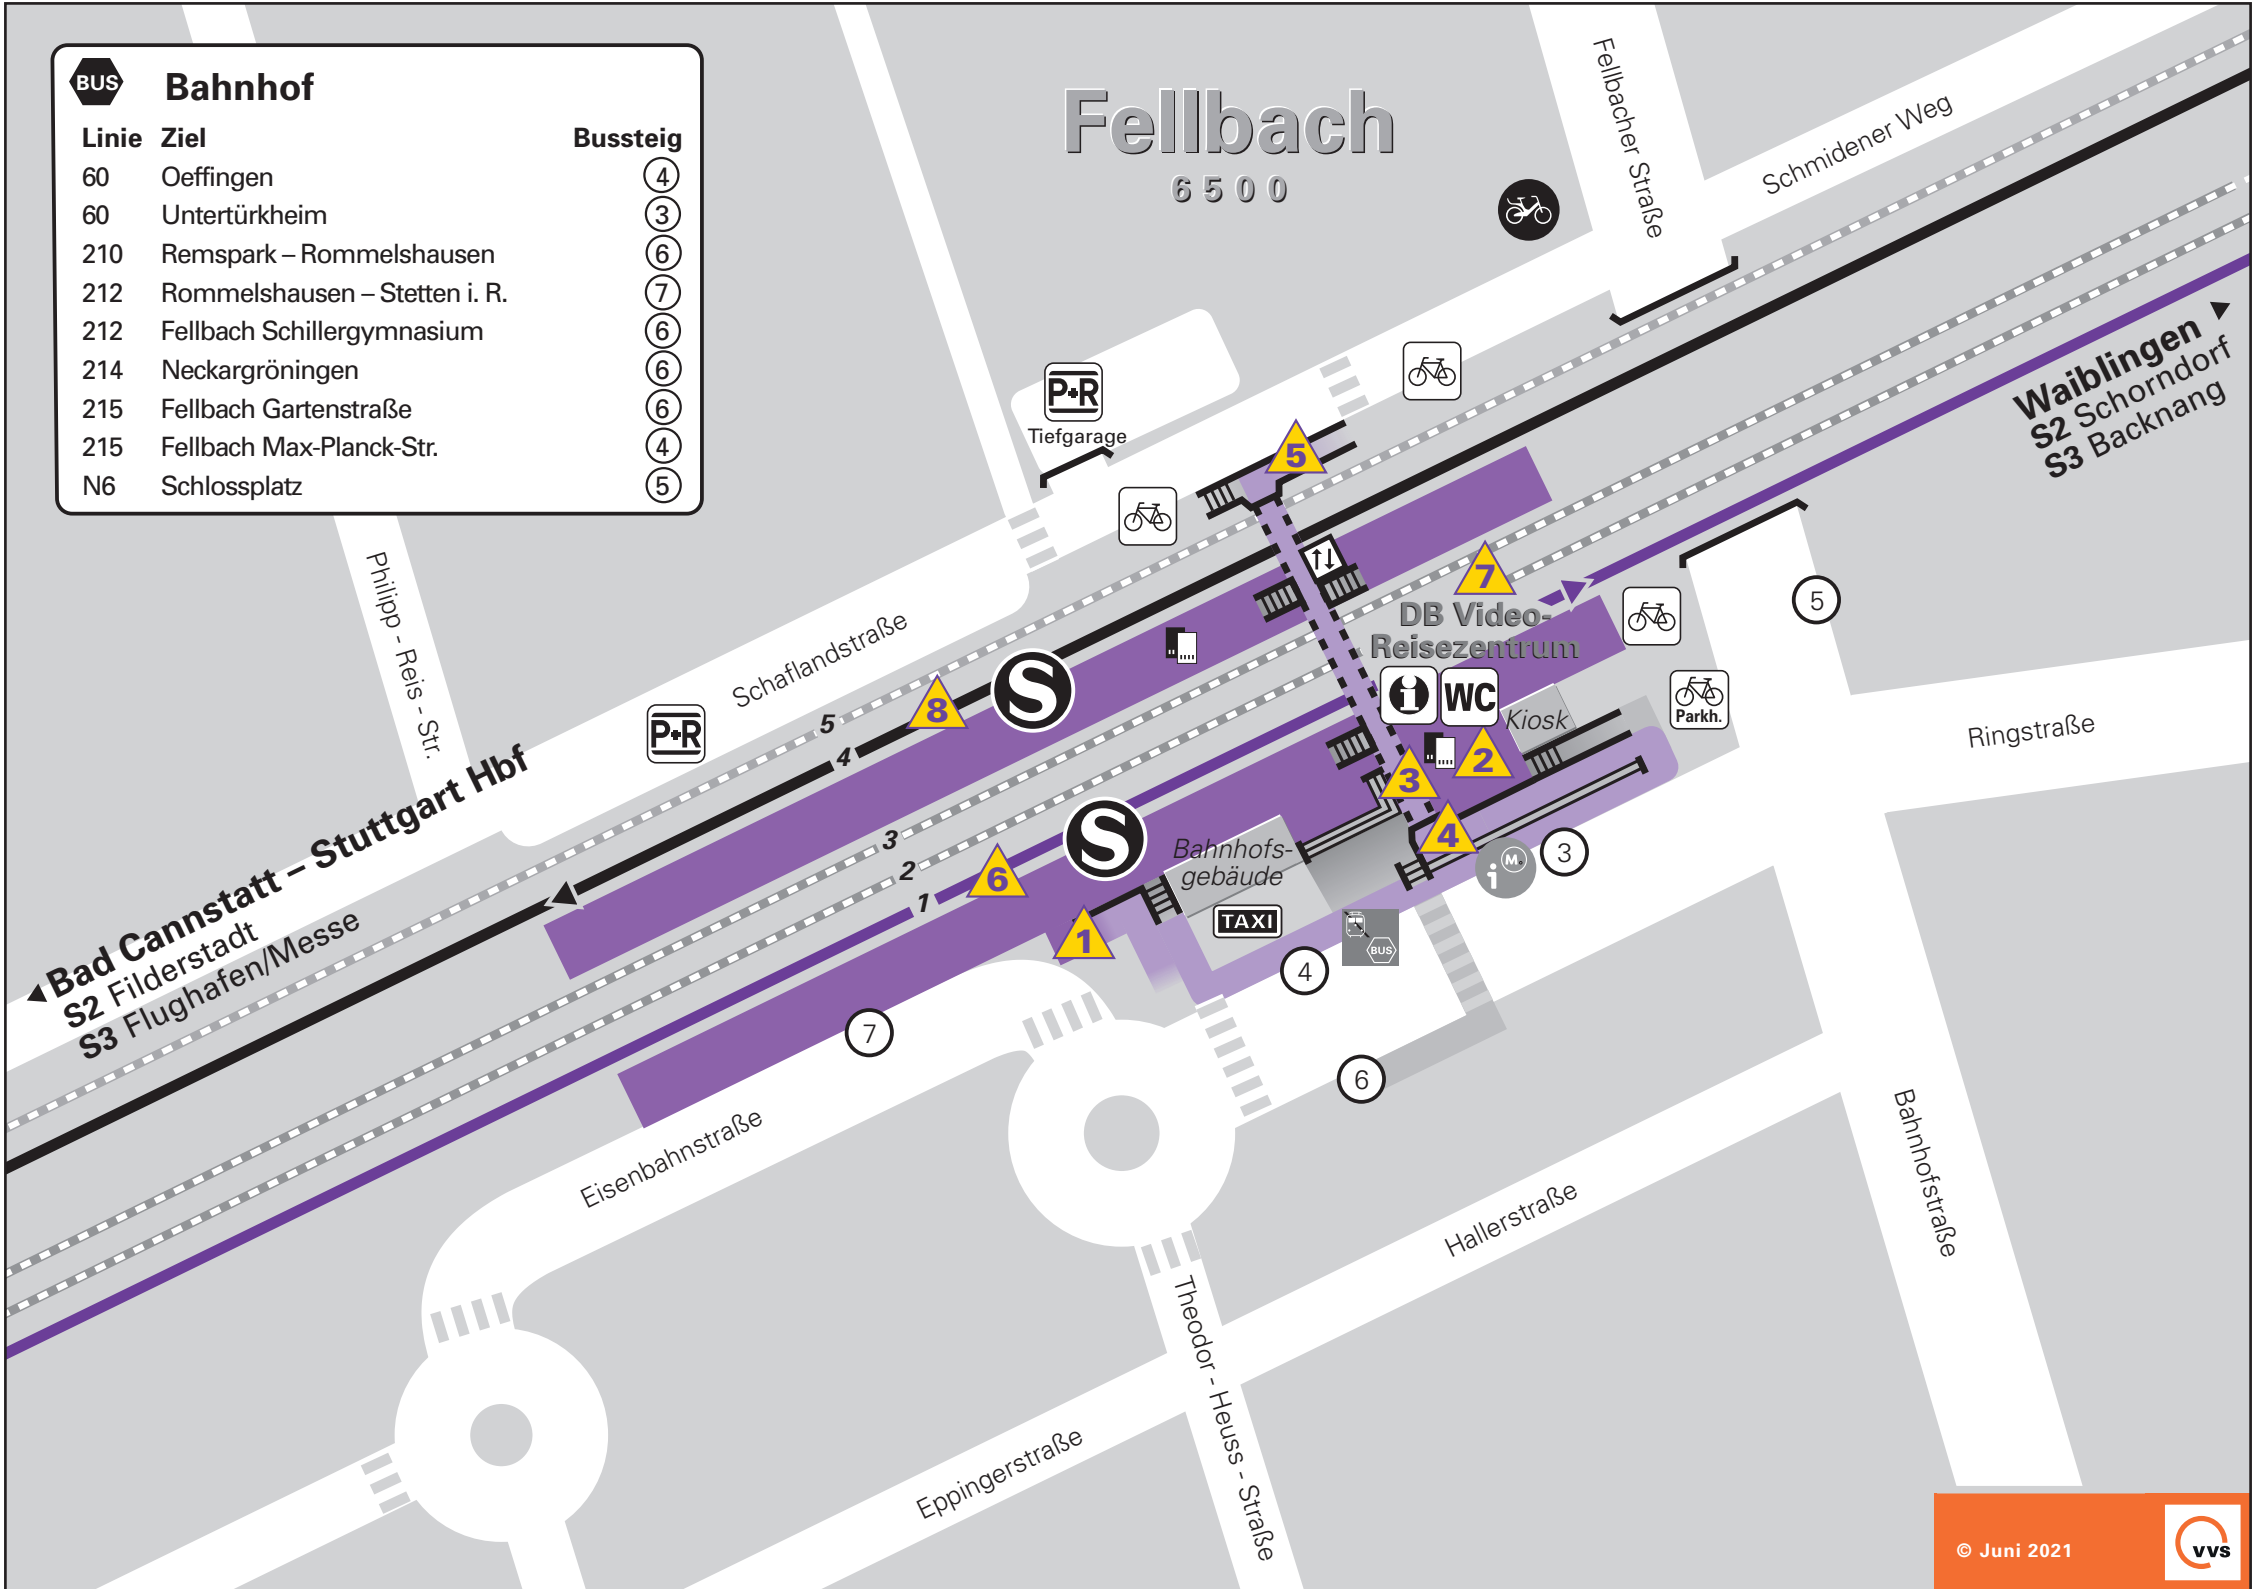 BUS Bahnhof
Linie Ziel Bussteig
60 Oeffingen 4
60 Untertürkheim 3
210 Remspark – Rommelshausen 6
212 Rommelshausen – Stetten i. R. 7
212 Fellbach Schillergymnasium 6
214 Neckargröningen 6
215 Fellbach Gartenstraße 6
215 Fellbach Max-Planck-Str. 4
N6 Schlossplatz 5
Fellbach
6500
Fellbacher Straße
Schmidener Weg
Waiblingen
S2 Schorndorf
S3 Backnang
P+R
Tiefgarage
5
7
DB Video-
Reisezentrum
i WC
Kiosk
2
3
4
5
Parkh.
Ringstraße
Philipp - Reis - Str.
Schaflandstraße
P+R
8
S
5
4
3
2
1
6
S
Bahnhofs-
gebäude
TAXI
1
i M
3
BUS
4
7
6
Bad Cannstatt – Stuttgart Hbf
S2 Filderstadt
S3 Flughafen/Messe
Eisenbahnstraße
Hallerstraße
Bahnhofstraße
Theodor - Heuss - Straße
Eppingerstraße
© Juni 2021
vvs